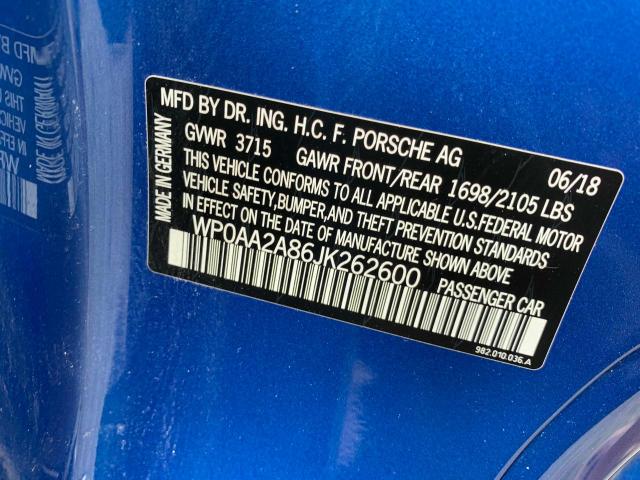 MFD BY DR. ING. H.C. F. PORSCHE AG 06/18
GVWR 3715 GAWR FRONT/REAR 1698/2105 LBS
THIS VEHICLE CONFORMS TO ALL APPLICABLE U.S.FEDERAL MOTOR
VEHICLE SAFETY,BUMPER,AND THEFT PREVENTION STANDARDS
IN EFFECT ON THE DATE OF MANUFACTURE SHOWN ABOVE
WP0AA2A86JK262600 PASSENGER CAR
982.010.036.A
MADE IN GERMANY